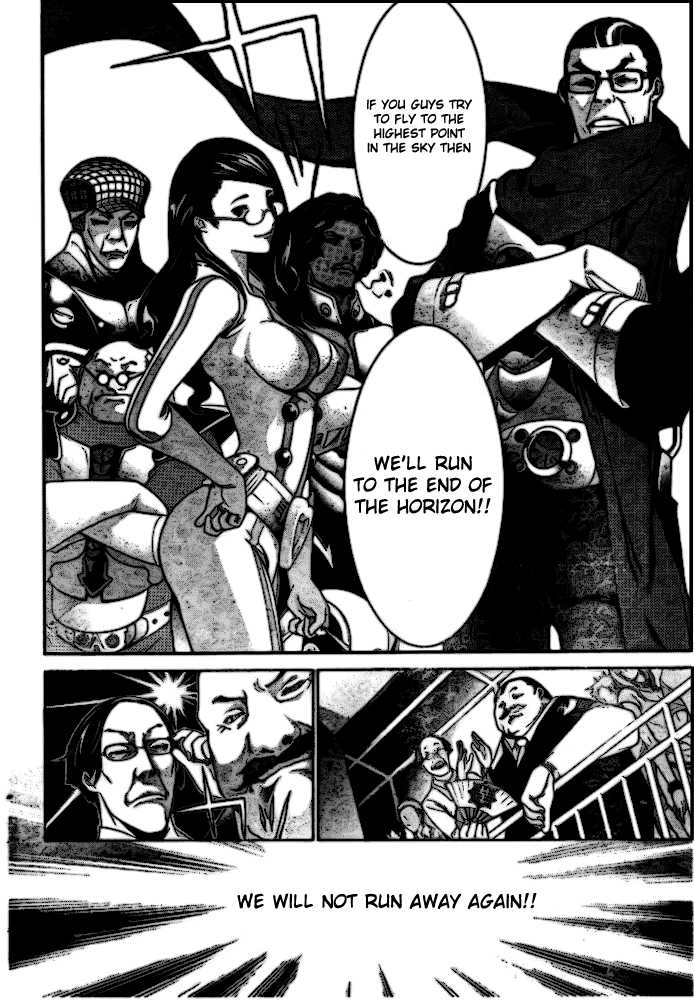 IF YOU GUYS TRY
TO FLY TO THE
HIGHEST POINT
IN THE SKY THEN
WE'LL RUN
TO THE END OF
THE HORIZON!!
WE WILL NOT RUN AWAY AGAIN!!